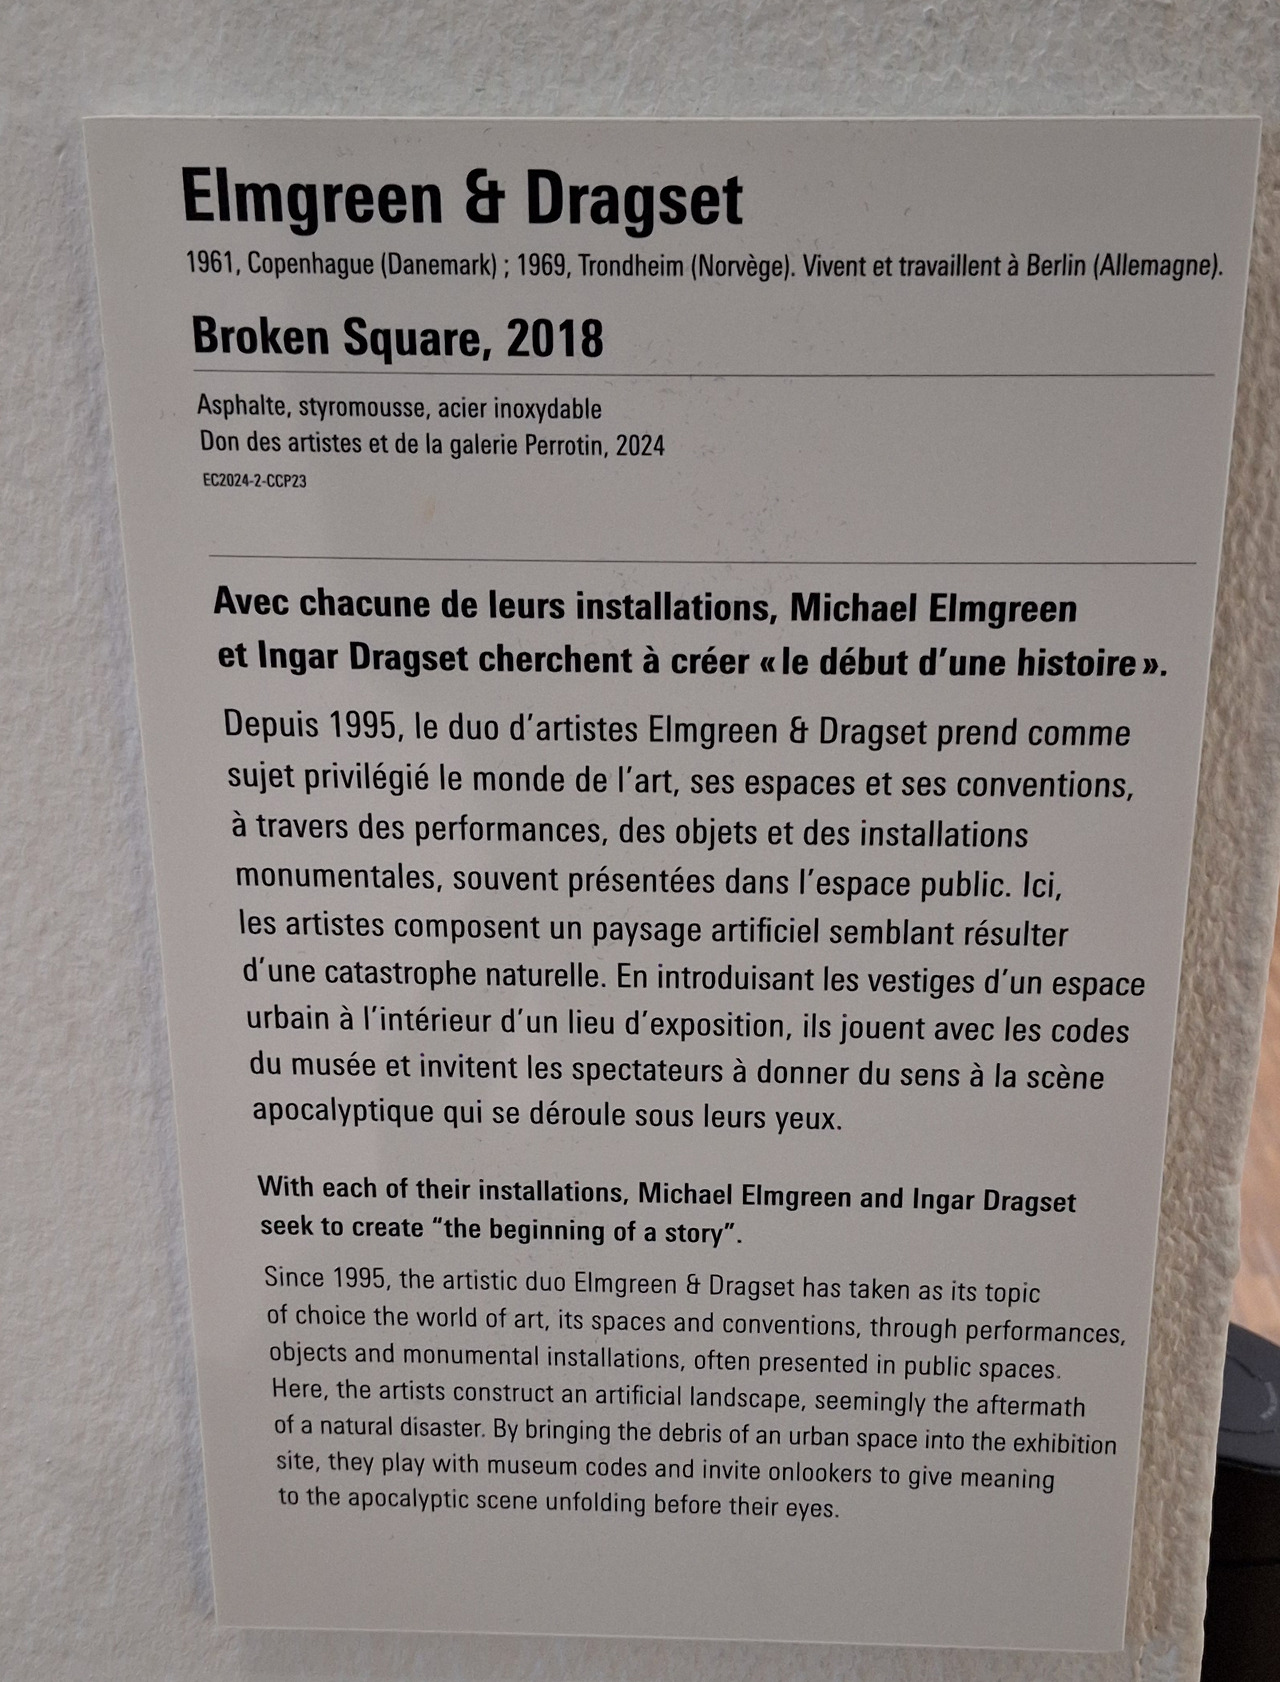 Elmgreen & Dragset
1961, Copenhague (Danemark) ; 1969, Trondheim (Norvège). Vivent et travaillent à Berlin (Allemagne).
Broken Square, 2018
Asphalte, styromousse, acier inoxydable
Don des artistes et de la galerie Perrotin, 2024
EC2024-2-CCP23
Avec chacune de leurs installations, Michael Elmgreen
et Ingar Dragset cherchent à créer « le début d’une histoire ».
Depuis 1995, le duo d’artistes Elmgreen & Dragset prend comme
sujet privilégié le monde de l’art, ses espaces et ses conventions,
à travers des performances, des objets et des installations
monumentales, souvent présentées dans l’espace public. Ici,
les artistes composent un paysage artificiel semblant résulter
d’une catastrophe naturelle. En introduisant les vestiges d’un espace
urbain à l’intérieur d’un lieu d’exposition, ils jouent avec les codes
du musée et invitent les spectateurs à donner du sens à la scène
apocalyptique qui se déroule sous leurs yeux.
With each of their installations, Michael Elmgreen and Ingar Dragset
seek to create “the beginning of a story”.
Since 1995, the artistic duo Elmgreen & Dragset has taken as its topic
of choice the world of art, its spaces and conventions, through performances,
objects and monumental installations, often presented in public spaces.
Here, the artists construct an artificial landscape, seemingly the aftermath
of a natural disaster. By bringing the debris of an urban space into the exhibition
site, they play with museum codes and invite onlookers to give meaning
to the apocalyptic scene unfolding before their eyes.